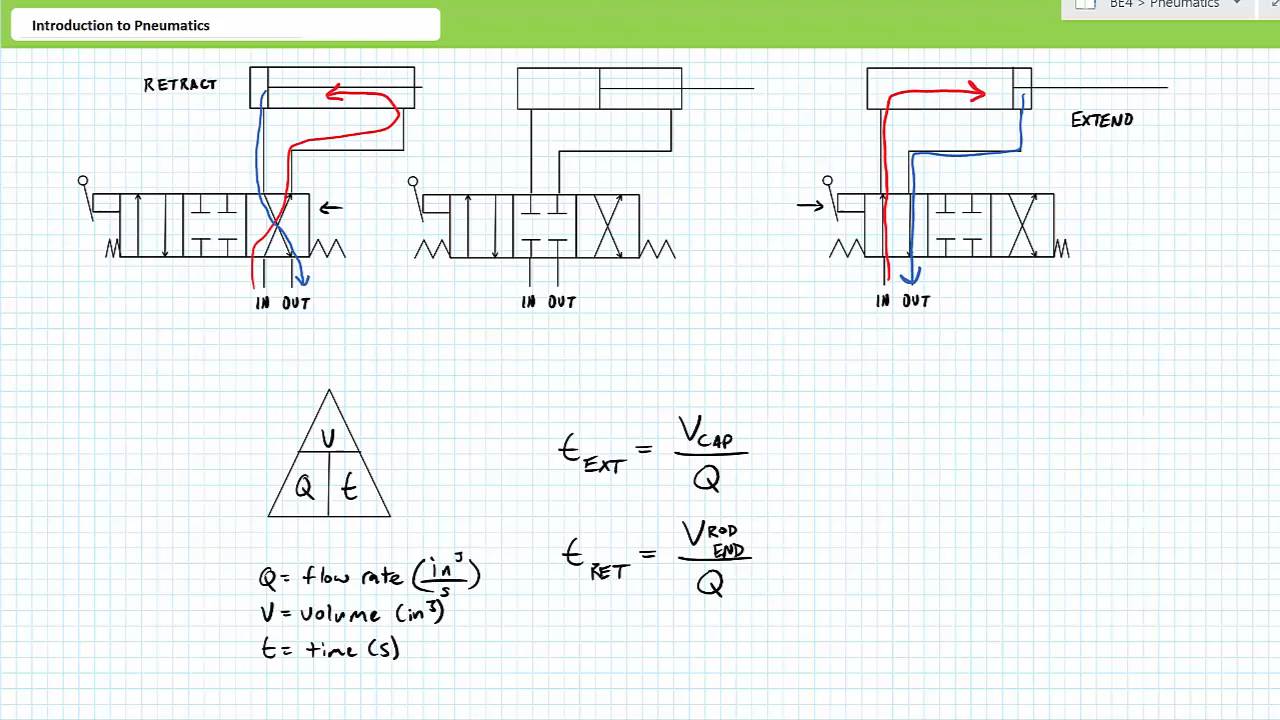 BE4 > Pneumatics
Introduction to Pneumatics
RETRACT
EXTEND
IN OUT
IN OUT
IN OUT
V
Q t
t EXT = V CAP / Q
t RET = V ROD END / Q
Q = flow rate (in³/s)
V = volume (in³)
t = time (s)